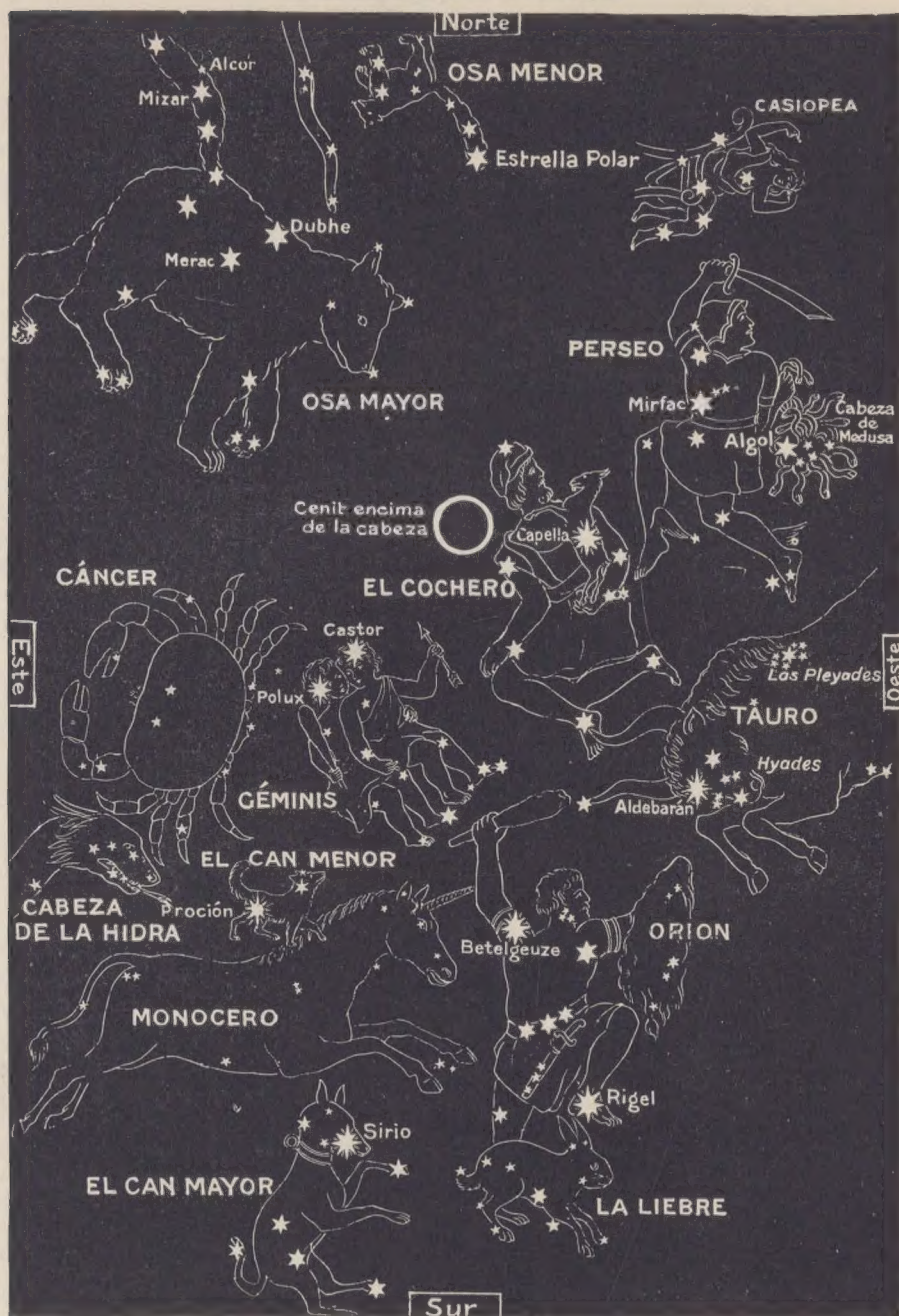 Norte
Alcor
Mizar
OSA MENOR
CASIOPEA
Estrella Polar
Dubhe
Merac
PERSEO
OSA MAYOR
Mirfac
Cabeza
de
Medusa
Algol
Cenit encima
de la cabeza
Capella
CÁNCER
EL COCHERO
Castor
Este
Oeste
Polux
Las Pleyades
TAURO
Hyades
GÉMINIS
Aldebarán
EL CAN MENOR
CABEZA
DE LA HIDRA
Proción
Betelgeuze
ORION
MONOCERO
Rigel
Sirio
EL CAN MAYOR
LA LIEBRE
Sur